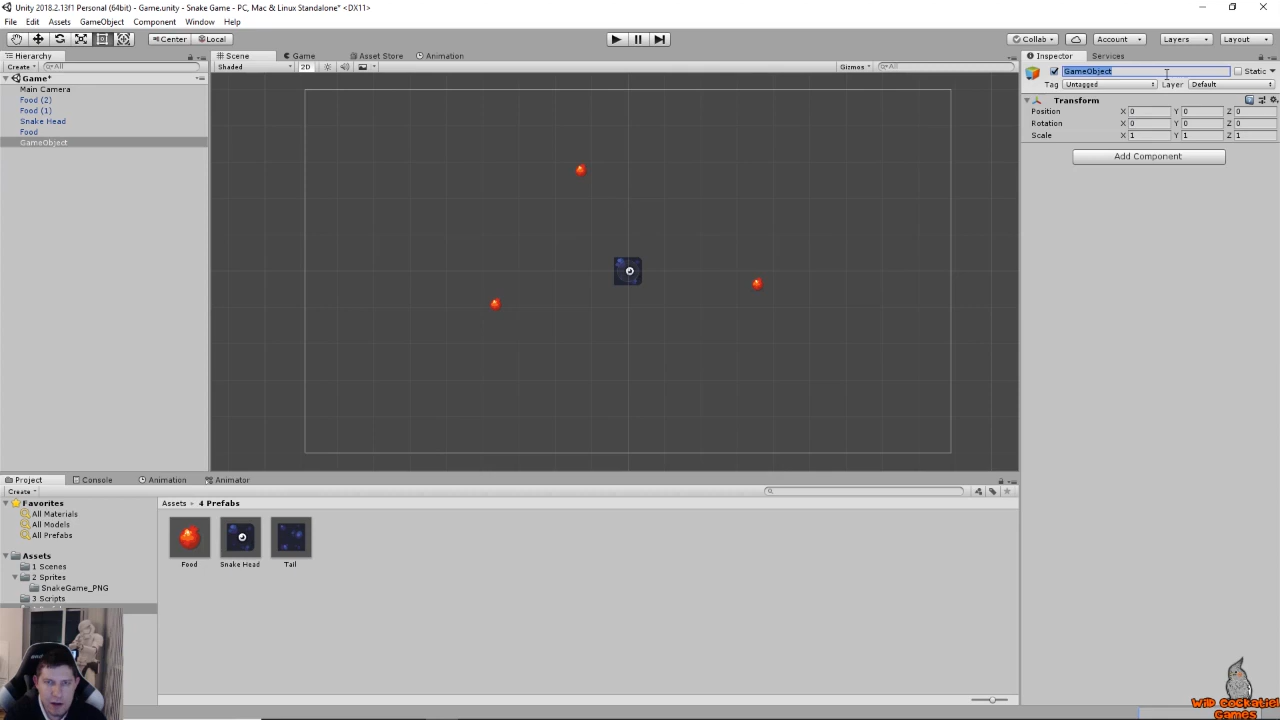 Unity 2018.2.13f1 Personal (64bit) - Game.unity - Snake Game - PC, Mac & Linux Standalone* <DX11>
File Edit Assets GameObject Component Window Help
Center Local Collab Account Layers Layout
Hierarchy Scene Game Asset Store Animation Inspector Services
Create All Shaded 2D Gizmos All GameObject Static
Game*
Tag Untagged Layer Default
Main Camera
Food (2)
Food (1)
Snake Head
Food
GameObject
Transform
Position X 0 Y 0 Z 0
Rotation X 0 Y 0 Z 0
Scale X 1 Y 1 Z 1
Add Component
Project Console Animation Animator
Create
Favorites
All Materials
All Models
All Prefabs
Assets
1 Scenes
2 Sprites
SnakeGame_PNG
3 Scripts
Assets 4 Prefabs
Food Snake Head Tail
Wild Cockatiel
Games